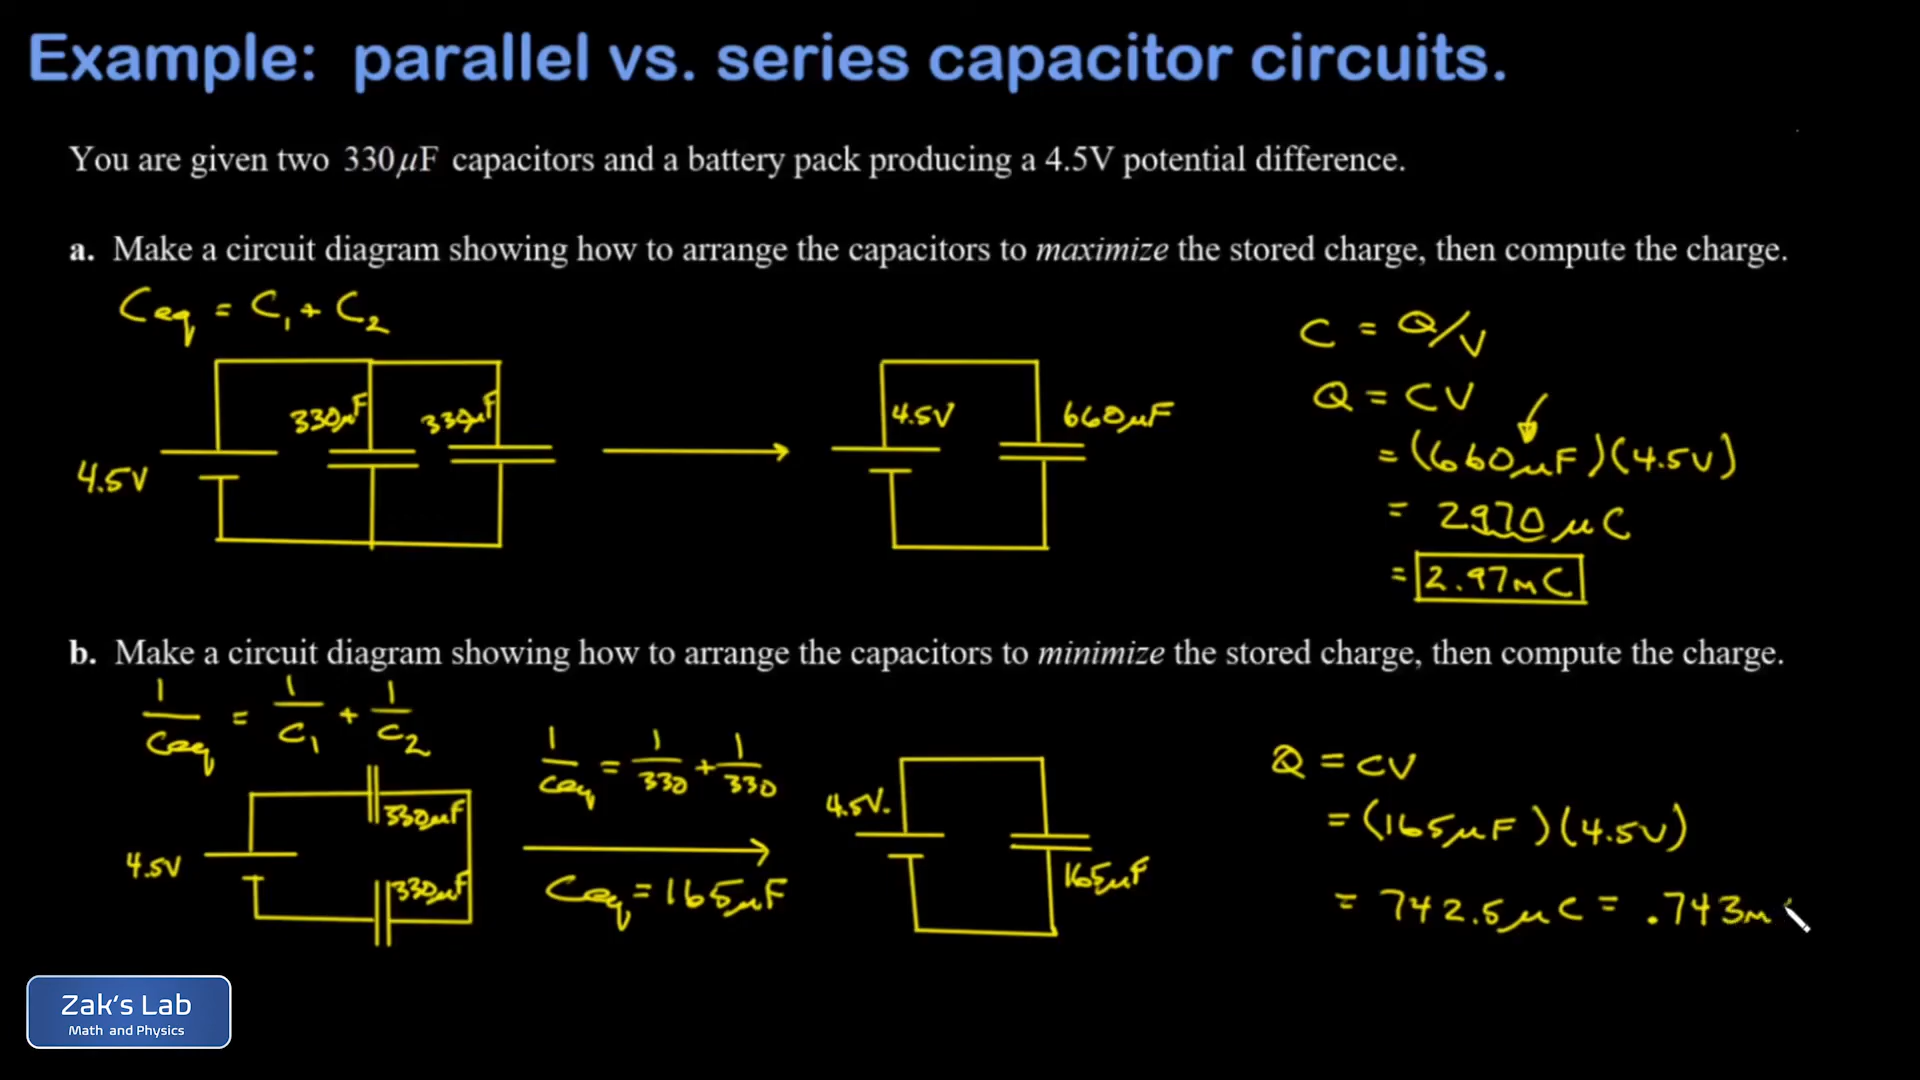 Example: parallel vs. series capacitor circuits.
You are given two 330μF capacitors and a battery pack producing a 4.5V potential difference.
a. Make a circuit diagram showing how to arrange the capacitors to maximize the stored charge, then compute the charge.
Ceq = C₁ + C₂
4.5V
330μF
330μF
4.5V
660μF
C = Q/V
Q = CV
= (660μF)(4.5V)
= 2970μC
= 2.97mC
b. Make a circuit diagram showing how to arrange the capacitors to minimize the stored charge, then compute the charge.
1/Ceq = 1/C₁ + 1/C₂
4.5V
330μF
330μF
1/Ceq = 1/330 + 1/330
Ceq = 165μF
4.5V.
165μF
Q = CV
= (165μF)(4.5V)
= 742.5μC = .743m
Zak's Lab
Math and Physics